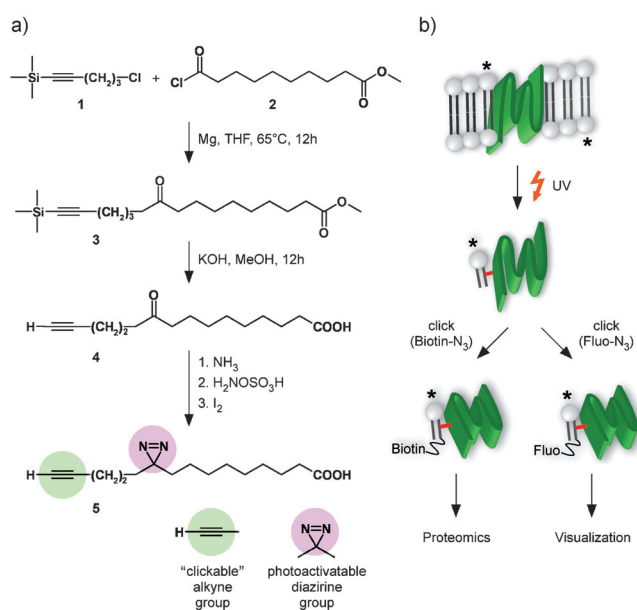 a)
b)
Si
(CH₂)₃Cl
1
+
O
Cl
O
O
2
Mg, THF, 65°C, 12h
Si
(CH₂)₃
O
O
O
3
KOH, MeOH, 12h
H
(CH₂)₂
O
COOH
4
1. NH₃
2. H₂NOSO₃H
3. I₂
N=N
H
(CH₂)₂
COOH
5
H
N=N
"clickable"
alkyne
group
photoactivatable
diazirine
group
*
*
UV
*
click
(Biotin-N₃)
click
(Fluo-N₃)
*
*
Biotin
Fluo
Proteomics
Visualization